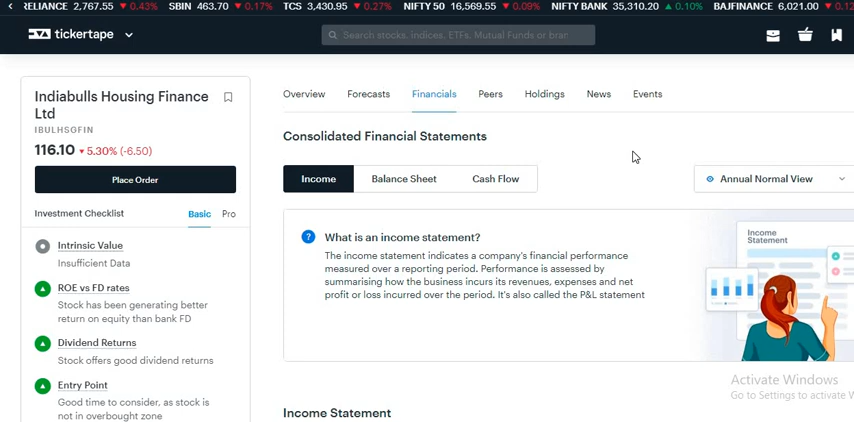 RELIANCE 2,767.55 ▼ 0.43% SBIN 463.70 ▼ 0.17% TCS 3,430.95 ▼ 0.27% NIFTY 50 16,569.55 ▼ 0.09% NIFTY BANK 35,310.20 ▲ 0.10% BAJFINANCE 6,021.00 ▼ 0.12
tickertape
Search stocks, indices, ETFs, Mutual Funds or bran
Indiabulls Housing Finance
Ltd
IBULHSGFIN
116.10 ▼ 5.30% (-6.50)
Place Order
Investment Checklist Basic Pro
Intrinsic Value
Insufficient Data
ROE vs FD rates
Stock has been generating better
return on equity than bank FD
Dividend Returns
Stock offers good dividend returns
Entry Point
Good time to consider, as stock is
not in overbought zone
Overview Forecasts Financials Peers Holdings News Events
Consolidated Financial Statements
Income Balance Sheet Cash Flow Annual Normal View
? What is an income statement?
The income statement indicates a company's financial performance
measured over a reporting period. Performance is assessed by
summarising how the business incurs its revenues, expenses and net
profit or loss incurred over the period. It's also called the P&L statement
Income
Statement
Activate Windows
Go to Settings to activate W
Income Statement